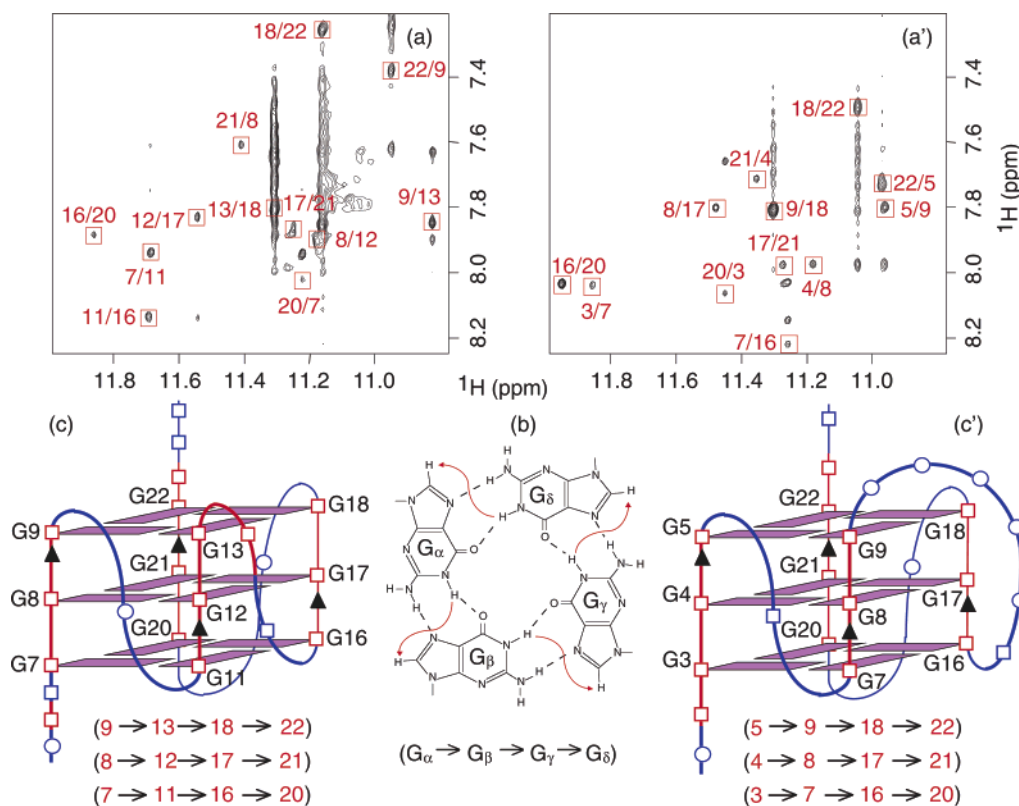 (a)
18/22
22/9
21/8
17/21
9/13
16/20
12/17
13/18
8/12
7/11
20/7
11/16
7.4
7.6
7.8
8.0
8.2
¹H (ppm)
11.8
11.6
11.4
11.2
11.0
¹H (ppm)
(a')
18/22
21/4
22/5
8/17
9/18
5/9
17/21
16/20
20/3
4/8
3/7
7/16
7.4
7.6
7.8
8.0
8.2
¹H (ppm)
11.8
11.6
11.4
11.2
11.0
(c)
G22
G18
G9
G13
G21
G17
G8
G12
G20
G16
G7
G11
(9 → 13 → 18 → 22)
(8 → 12 → 17 → 21)
(7 → 11 → 16 → 20)
(b)
H
H
N
H
N
N
Gδ
N
H
N
N
H
O
N
Gα
O
N
H
N
H
N
H
N
N
H
N
H
H
O
Gγ
N
O
N
N
H
N
H
Gβ
N
N
N
N
H
H
H
(Gα → Gβ → Gγ → Gδ)
(c')
G22
G5
G9
G18
G21
G4
G8
G17
G20
G3
G7
G16
(5 → 9 → 18 → 22)
(4 → 8 → 17 → 21)
(3 → 7 → 16 → 20)